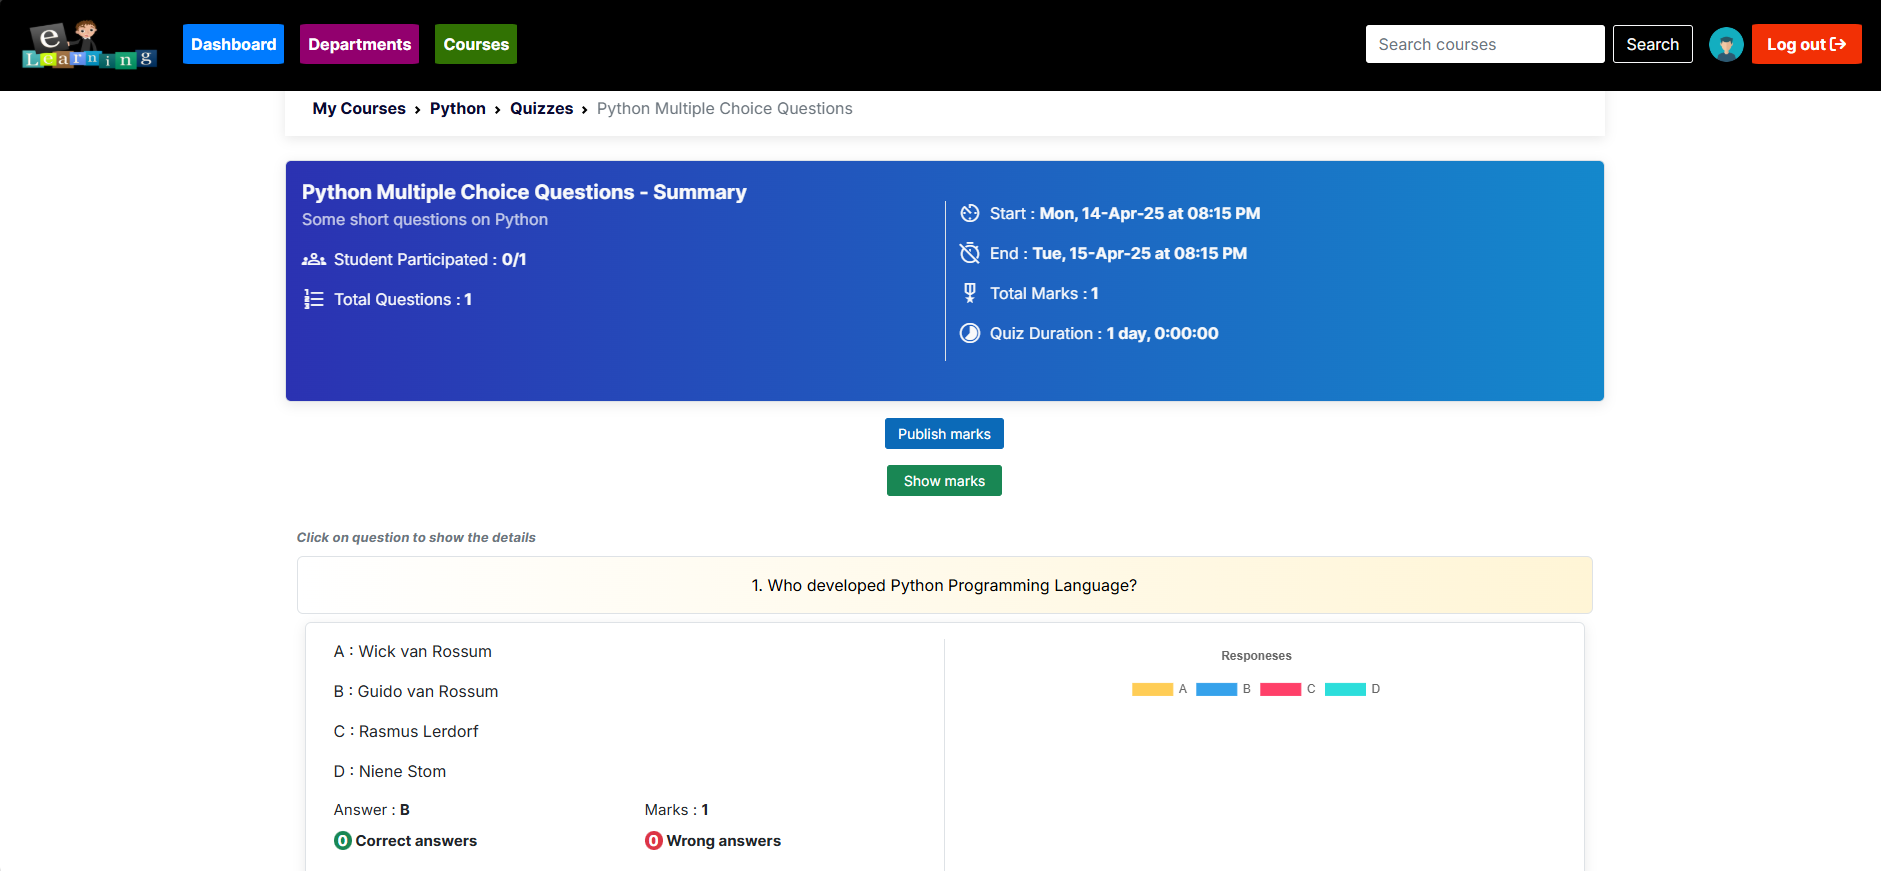 e
Learning
Dashboard Departments Courses
Search courses Search Log out
My Courses › Python › Quizzes › Python Multiple Choice Questions
Python Multiple Choice Questions - Summary
Some short questions on Python
Student Participated : 0/1
Total Questions : 1
Start : Mon, 14-Apr-25 at 08:15 PM
End : Tue, 15-Apr-25 at 08:15 PM
Total Marks : 1
Quiz Duration : 1 day, 0:00:00
Publish marks
Show marks
Click on question to show the details
1. Who developed Python Programming Language?
A : Wick van Rossum
B : Guido van Rossum
C : Rasmus Lerdorf
D : Niene Stom
Answer : B Marks : 1
0 Correct answers 0 Wrong answers
Responeses
A B C D